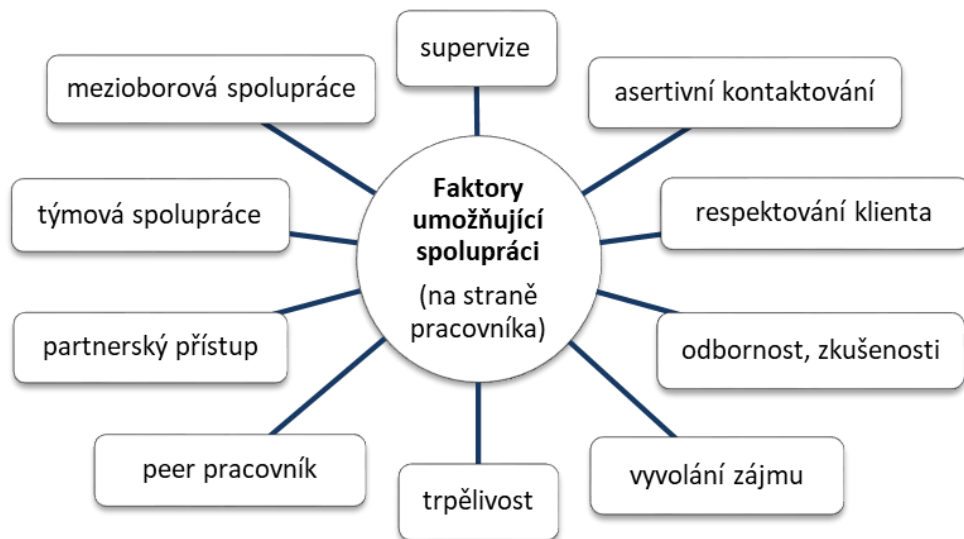 supervize
mezioborová spolupráce
asertivní kontaktování
Faktory
umožňující
spolupráci
(na straně
pracovníka)
týmová spolupráce
respektování klienta
partnerský přístup
odbornost, zkušenosti
peer pracovník
trpělivost
vyvolání zájmu